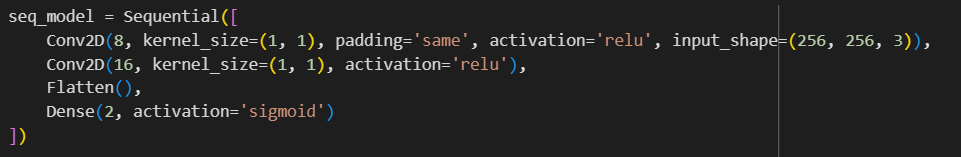 seq_model = Sequential([
    Conv2D(8, kernel_size=(1, 1), padding='same', activation='relu', input_shape=(256, 256, 3)),
    Conv2D(16, kernel_size=(1, 1), activation='relu'),
    Flatten(),
    Dense(2, activation='sigmoid')
])